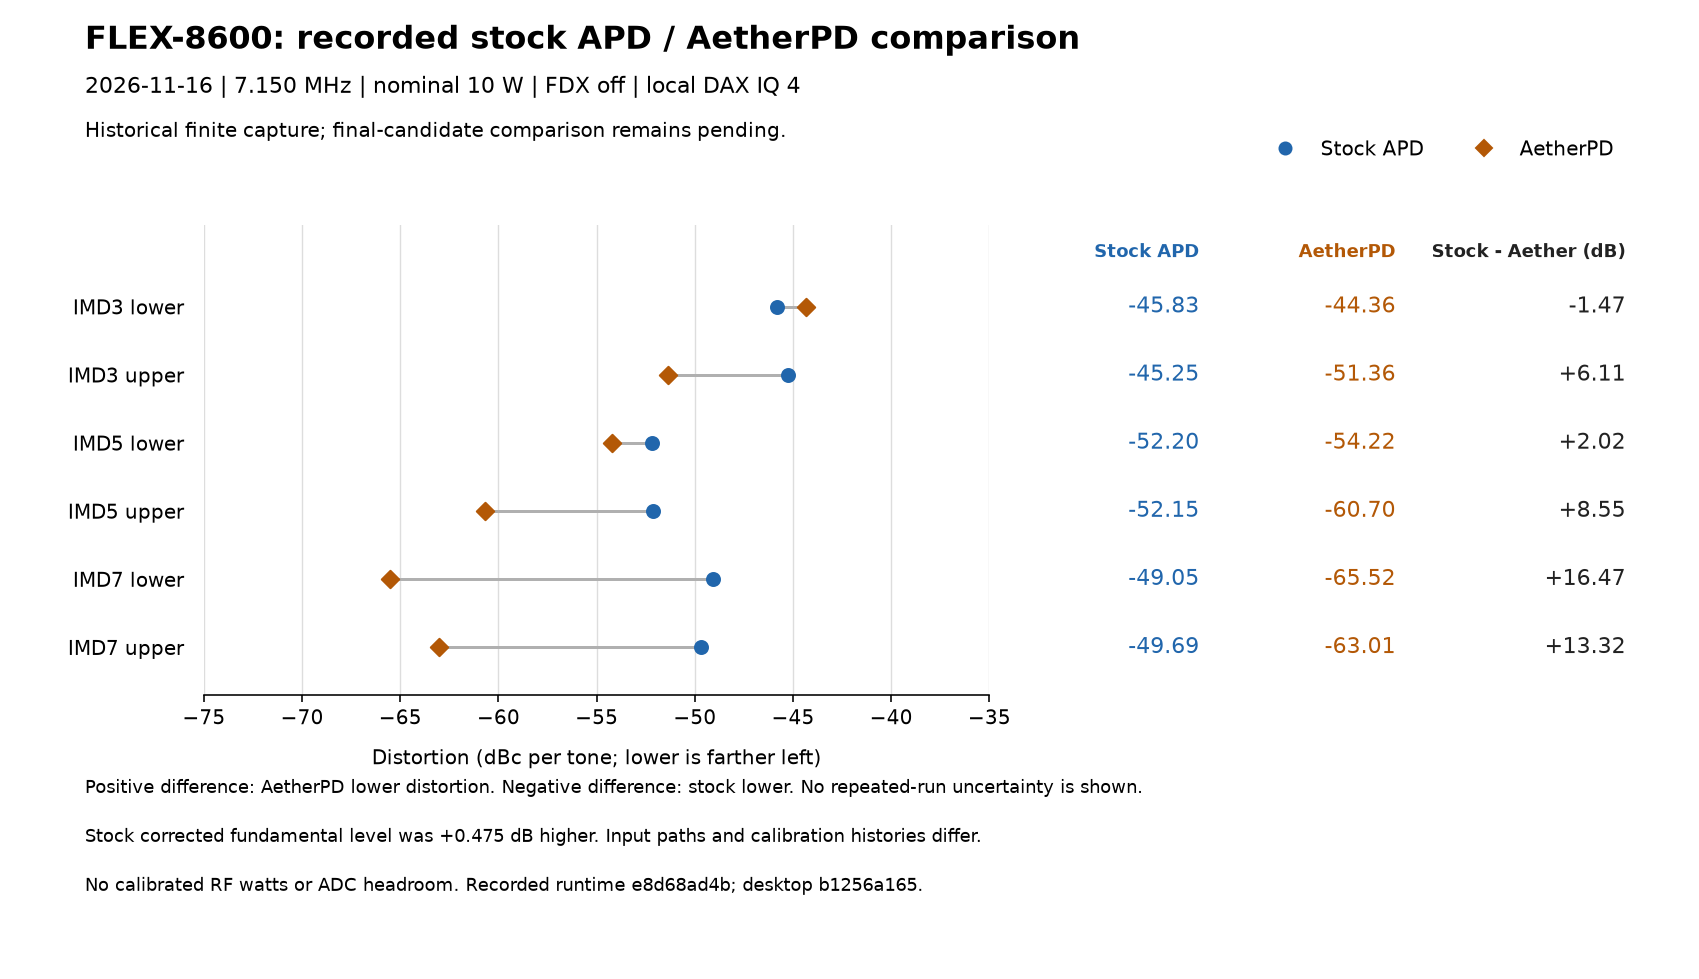 FLEX-8600: recorded stock APD / AetherPD comparison
2026-11-16 | 7.150 MHz | nominal 10 W | FDX off | local DAX IQ 4
Historical finite capture; final-candidate comparison remains pending.
Stock APD AetherPD
Stock APD AetherPD Stock - Aether (dB)
IMD3 lower -45.83 -44.36 -1.47
IMD3 upper -45.25 -51.36 +6.11
IMD5 lower -52.20 -54.22 +2.02
IMD5 upper -52.15 -60.70 +8.55
IMD7 lower -49.05 -65.52 +16.47
IMD7 upper -49.69 -63.01 +13.32
−75 −70 −65 −60 −55 −50 −45 −40 −35
Distortion (dBc per tone; lower is farther left)
Positive difference: AetherPD lower distortion. Negative difference: stock lower. No repeated-run uncertainty is shown.
Stock corrected fundamental level was +0.475 dB higher. Input paths and calibration histories differ.
No calibrated RF watts or ADC headroom. Recorded runtime e8d68ad4b; desktop b1256a165.